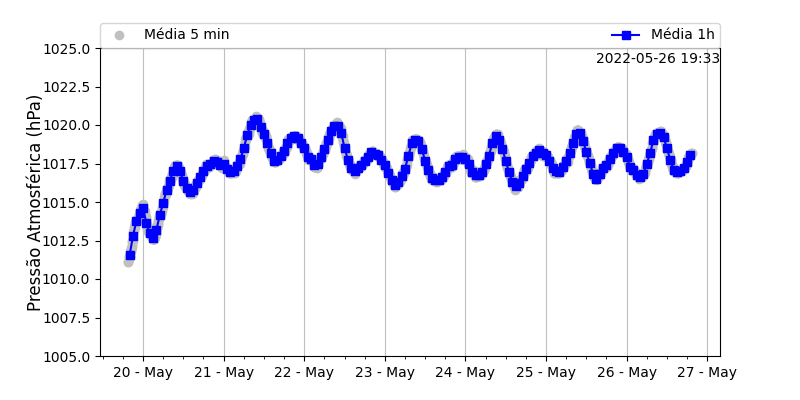 Média 5 min
Média 1h
2022-05-26 19:33
Pressão Atmosférica (hPa)
1025.0
1022.5
1020.0
1017.5
1015.0
1012.5
1010.0
1007.5
1005.0
20 - May
21 - May
22 - May
23 - May
24 - May
25 - May
26 - May
27 - May